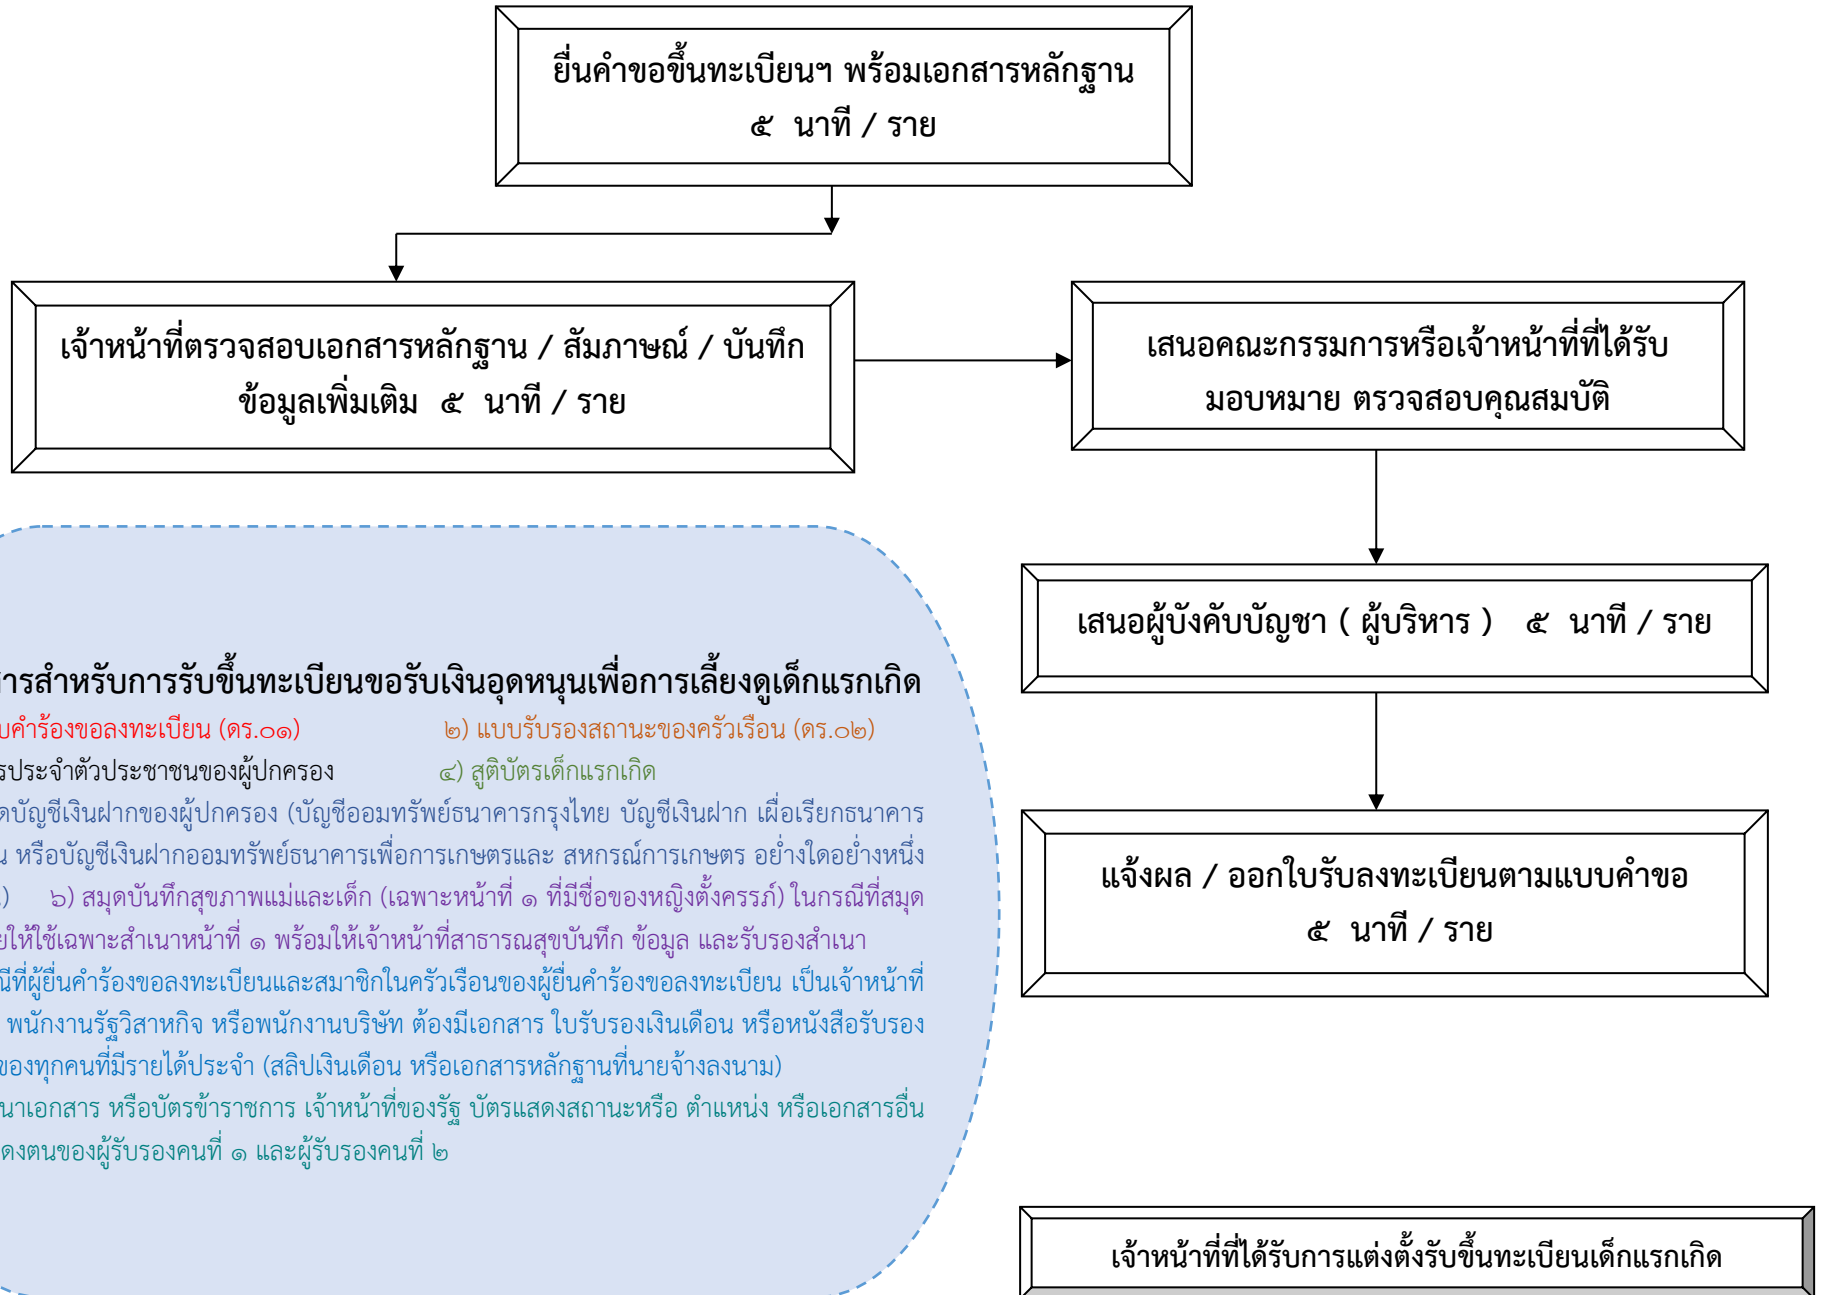 ยื่นคำขอขึ้นทะเบียนฯ พร้อมเอกสารหลักฐาน
๕ นาที / ราย
เจ้าหน้าที่ตรวจสอบเอกสารหลักฐาน / สัมภาษณ์ / บันทึก
ข้อมูลเพิ่มเติม ๕ นาที / ราย
เสนอคณะกรรมการหรือเจ้าหน้าที่ที่ได้รับ
มอบหมาย ตรวจสอบคุณสมบัติ
เสนอผู้บังคับบัญชา ( ผู้บริหาร ) ๕ นาที / ราย
แจ้งผล / ออกใบรับลงทะเบียนตามแบบคำขอ
๕ นาที / ราย
สารสำหรับการรับขึ้นทะเบียนขอรับเงินอุดหนุนเพื่อการเลี้ยงดูเด็กแรกเกิด
บคำร้องขอลงทะเบียน (ดร.๐๑) ๒) แบบรับรองสถานะของครัวเรือน (ดร.๐๒)
รประจำตัวประชาชนของผู้ปกครอง ๔) สูติบัตรเด็กแรกเกิด
ดบัญชีเงินฝากของผู้ปกครอง (บัญชีออมทรัพย์ธนาคารกรุงไทย บัญชีเงินฝาก เผื่อเรียกธนาคาร
น หรือบัญชีเงินฝากออมทรัพย์ธนาคารเพื่อการเกษตรและ สหกรณ์การเกษตร อย่างใดอย่างหนึ่ง
) ๖) สมุดบันทึกสุขภาพแม่และเด็ก (เฉพาะหน้าที่ ๑ ที่มีชื่อของหญิงตั้งครรภ์) ในกรณีที่สมุด
ยให้ใช้เฉพาะสำเนาหน้าที่ ๑ พร้อมให้เจ้าหน้าที่สาธารณสุขบันทึก ข้อมูล และรับรองสำเนา
ณีที่ผู้ยื่นคำร้องขอลงทะเบียนและสมาชิกในครัวเรือนของผู้ยื่นคำร้องขอลงทะเบียน เป็นเจ้าหน้าที่
พนักงานรัฐวิสาหกิจ หรือพนักงานบริษัท ต้องมีเอกสาร ใบรับรองเงินเดือน หรือหนังสือรับรอง
ของทุกคนที่มีรายได้ประจำ (สลิปเงินเดือน หรือเอกสารหลักฐานที่นายจ้างลงนาม)
นาเอกสาร หรือบัตรข้าราชการ เจ้าหน้าที่ของรัฐ บัตรแสดงสถานะหรือ ตำแหน่ง หรือเอกสารอื่น
ดงตนของผู้รับรองคนที่ ๑ และผู้รับรองคนที่ ๒
เจ้าหน้าที่ที่ได้รับการแต่งตั้งรับขึ้นทะเบียนเด็กแรกเกิด